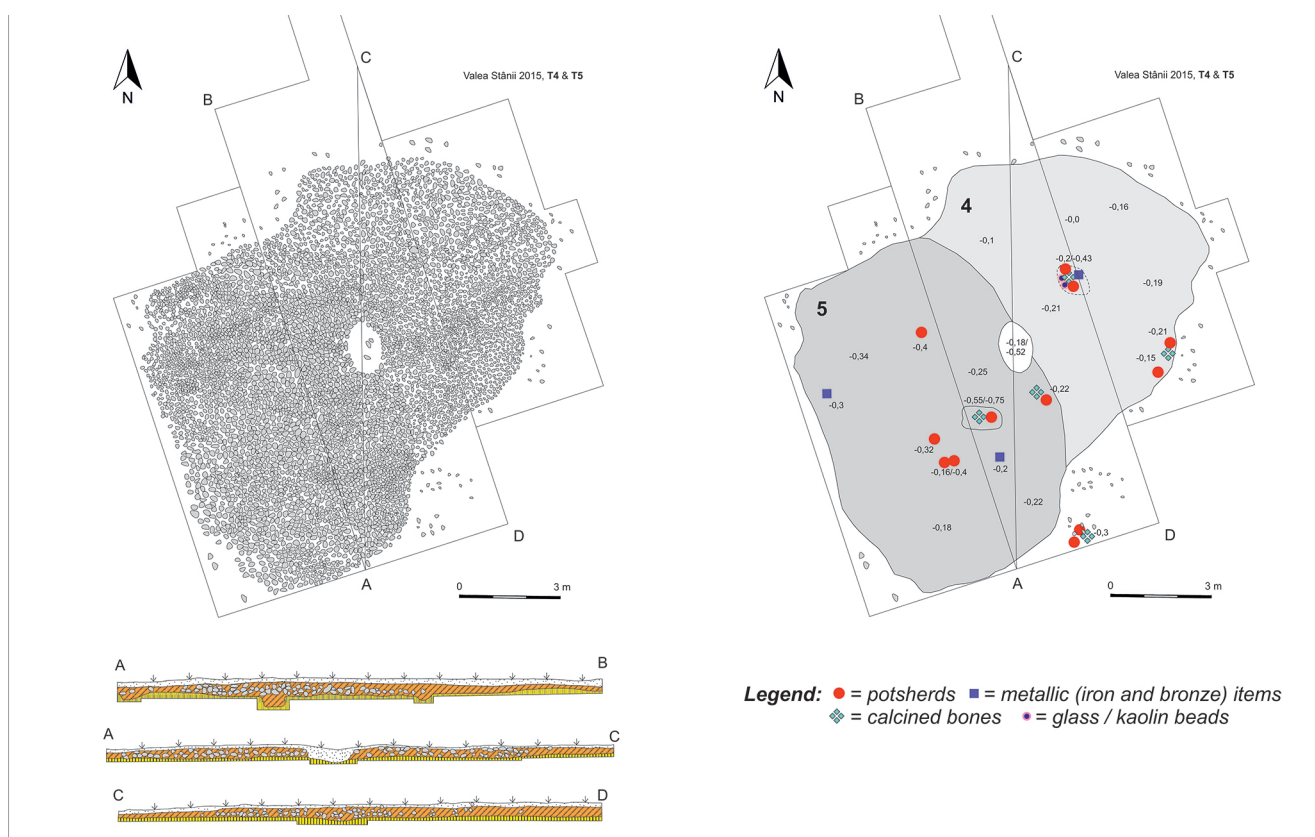 C
Valea Stânii 2015, T4 & T5
B
N
D
A
0 3 m
C
Valea Stânii 2015, T4 & T5
B
N
4
-0,16
-0,0
-0,1
-0,2/-0,43
-0,19
5
-0,21
-0,21
-0,4
-0,18/
-0,52
-0,34
-0,15
-0,25
-0,22
-0,3
-0,55/-0,75
-0,32
-0,16/-0,4
-0,2
-0,22
-0,18
-0,3
D
A
0 3 m
A B
A C
C D
Legend: = potsherds = metallic (iron and bronze) items
= calcined bones = glass / kaolin beads